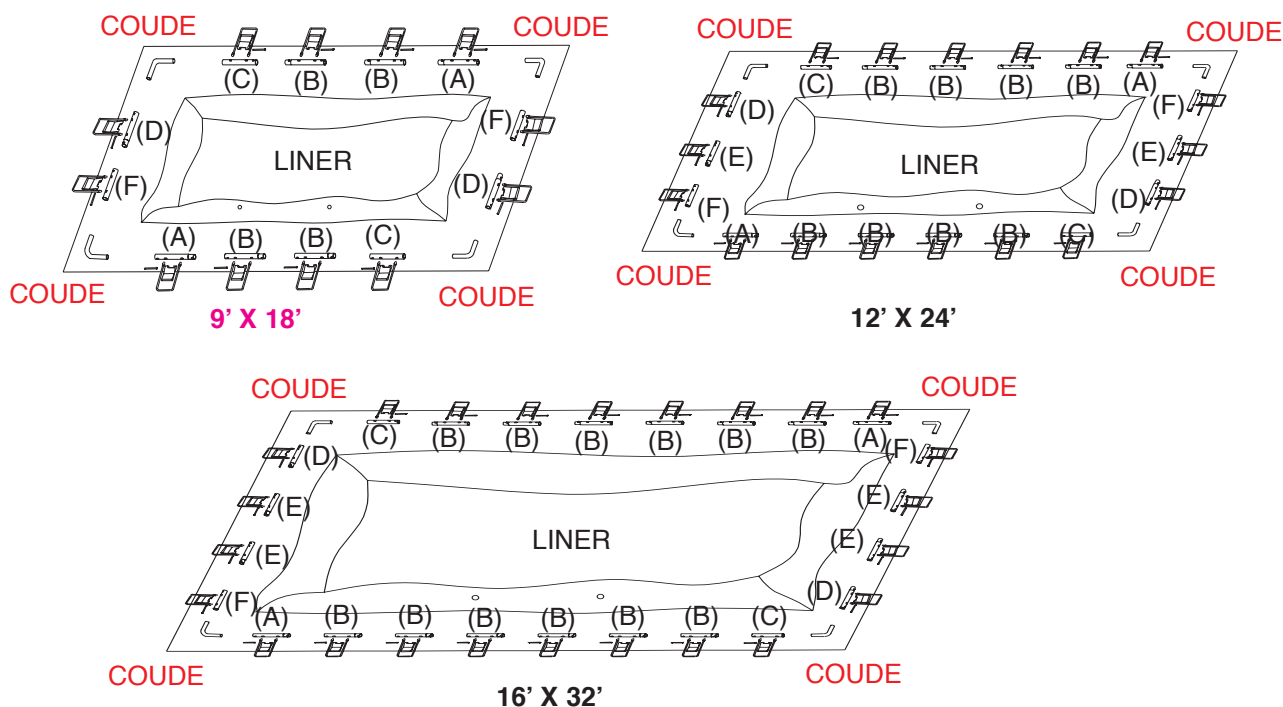 COUDE COUDE
(C) (B) (B) (A)
(D) (F)
LINER
(F) (D)
(A) (B) (B) (C)
COUDE COUDE
9’ X 18’
COUDE COUDE
(C) (B) (B) (B) (B) (A)
(D) (F)
(E) LINER (E)
(F) (D)
(A) (B) (B) (B) (B) (C)
COUDE COUDE
12’ X 24’
COUDE COUDE
(C) (B) (B) (B) (B) (B) (B) (A)
(D) (F)
(E) (E)
(E) LINER (E)
(F) (D)
(A) (B) (B) (B) (B) (B) (B) (C)
COUDE COUDE
16’ X 32’